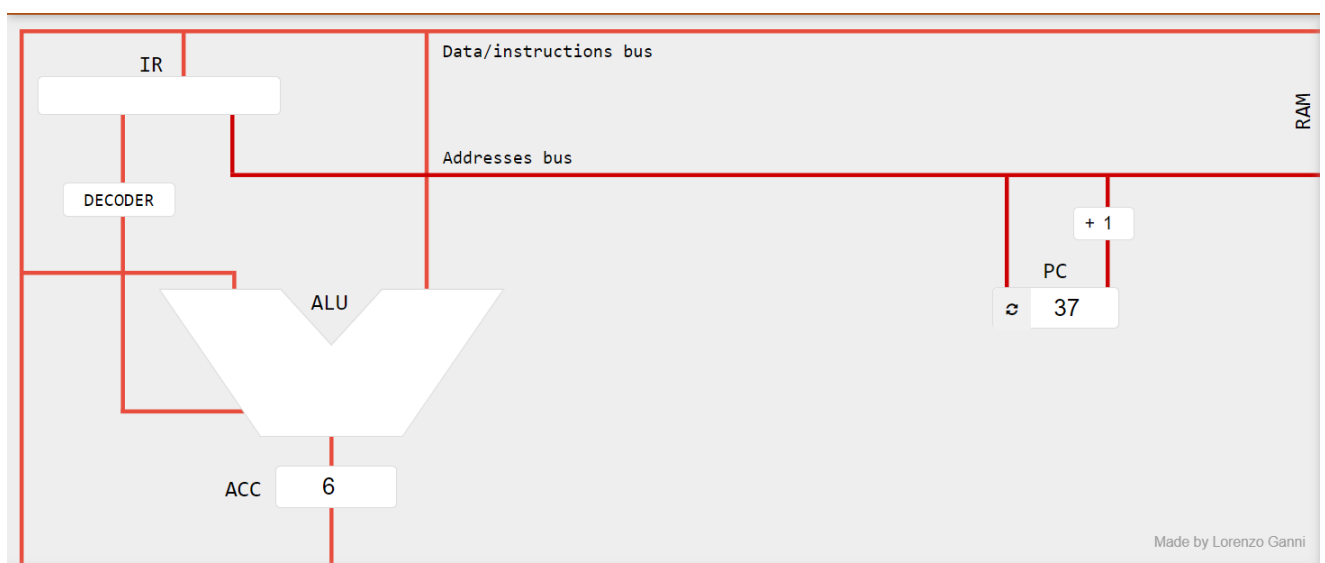 Data/instructions bus
IR
RAM
Addresses bus
DECODER
+ 1
PC
ALU
37
ACC
6
Made by Lorenzo Ganni